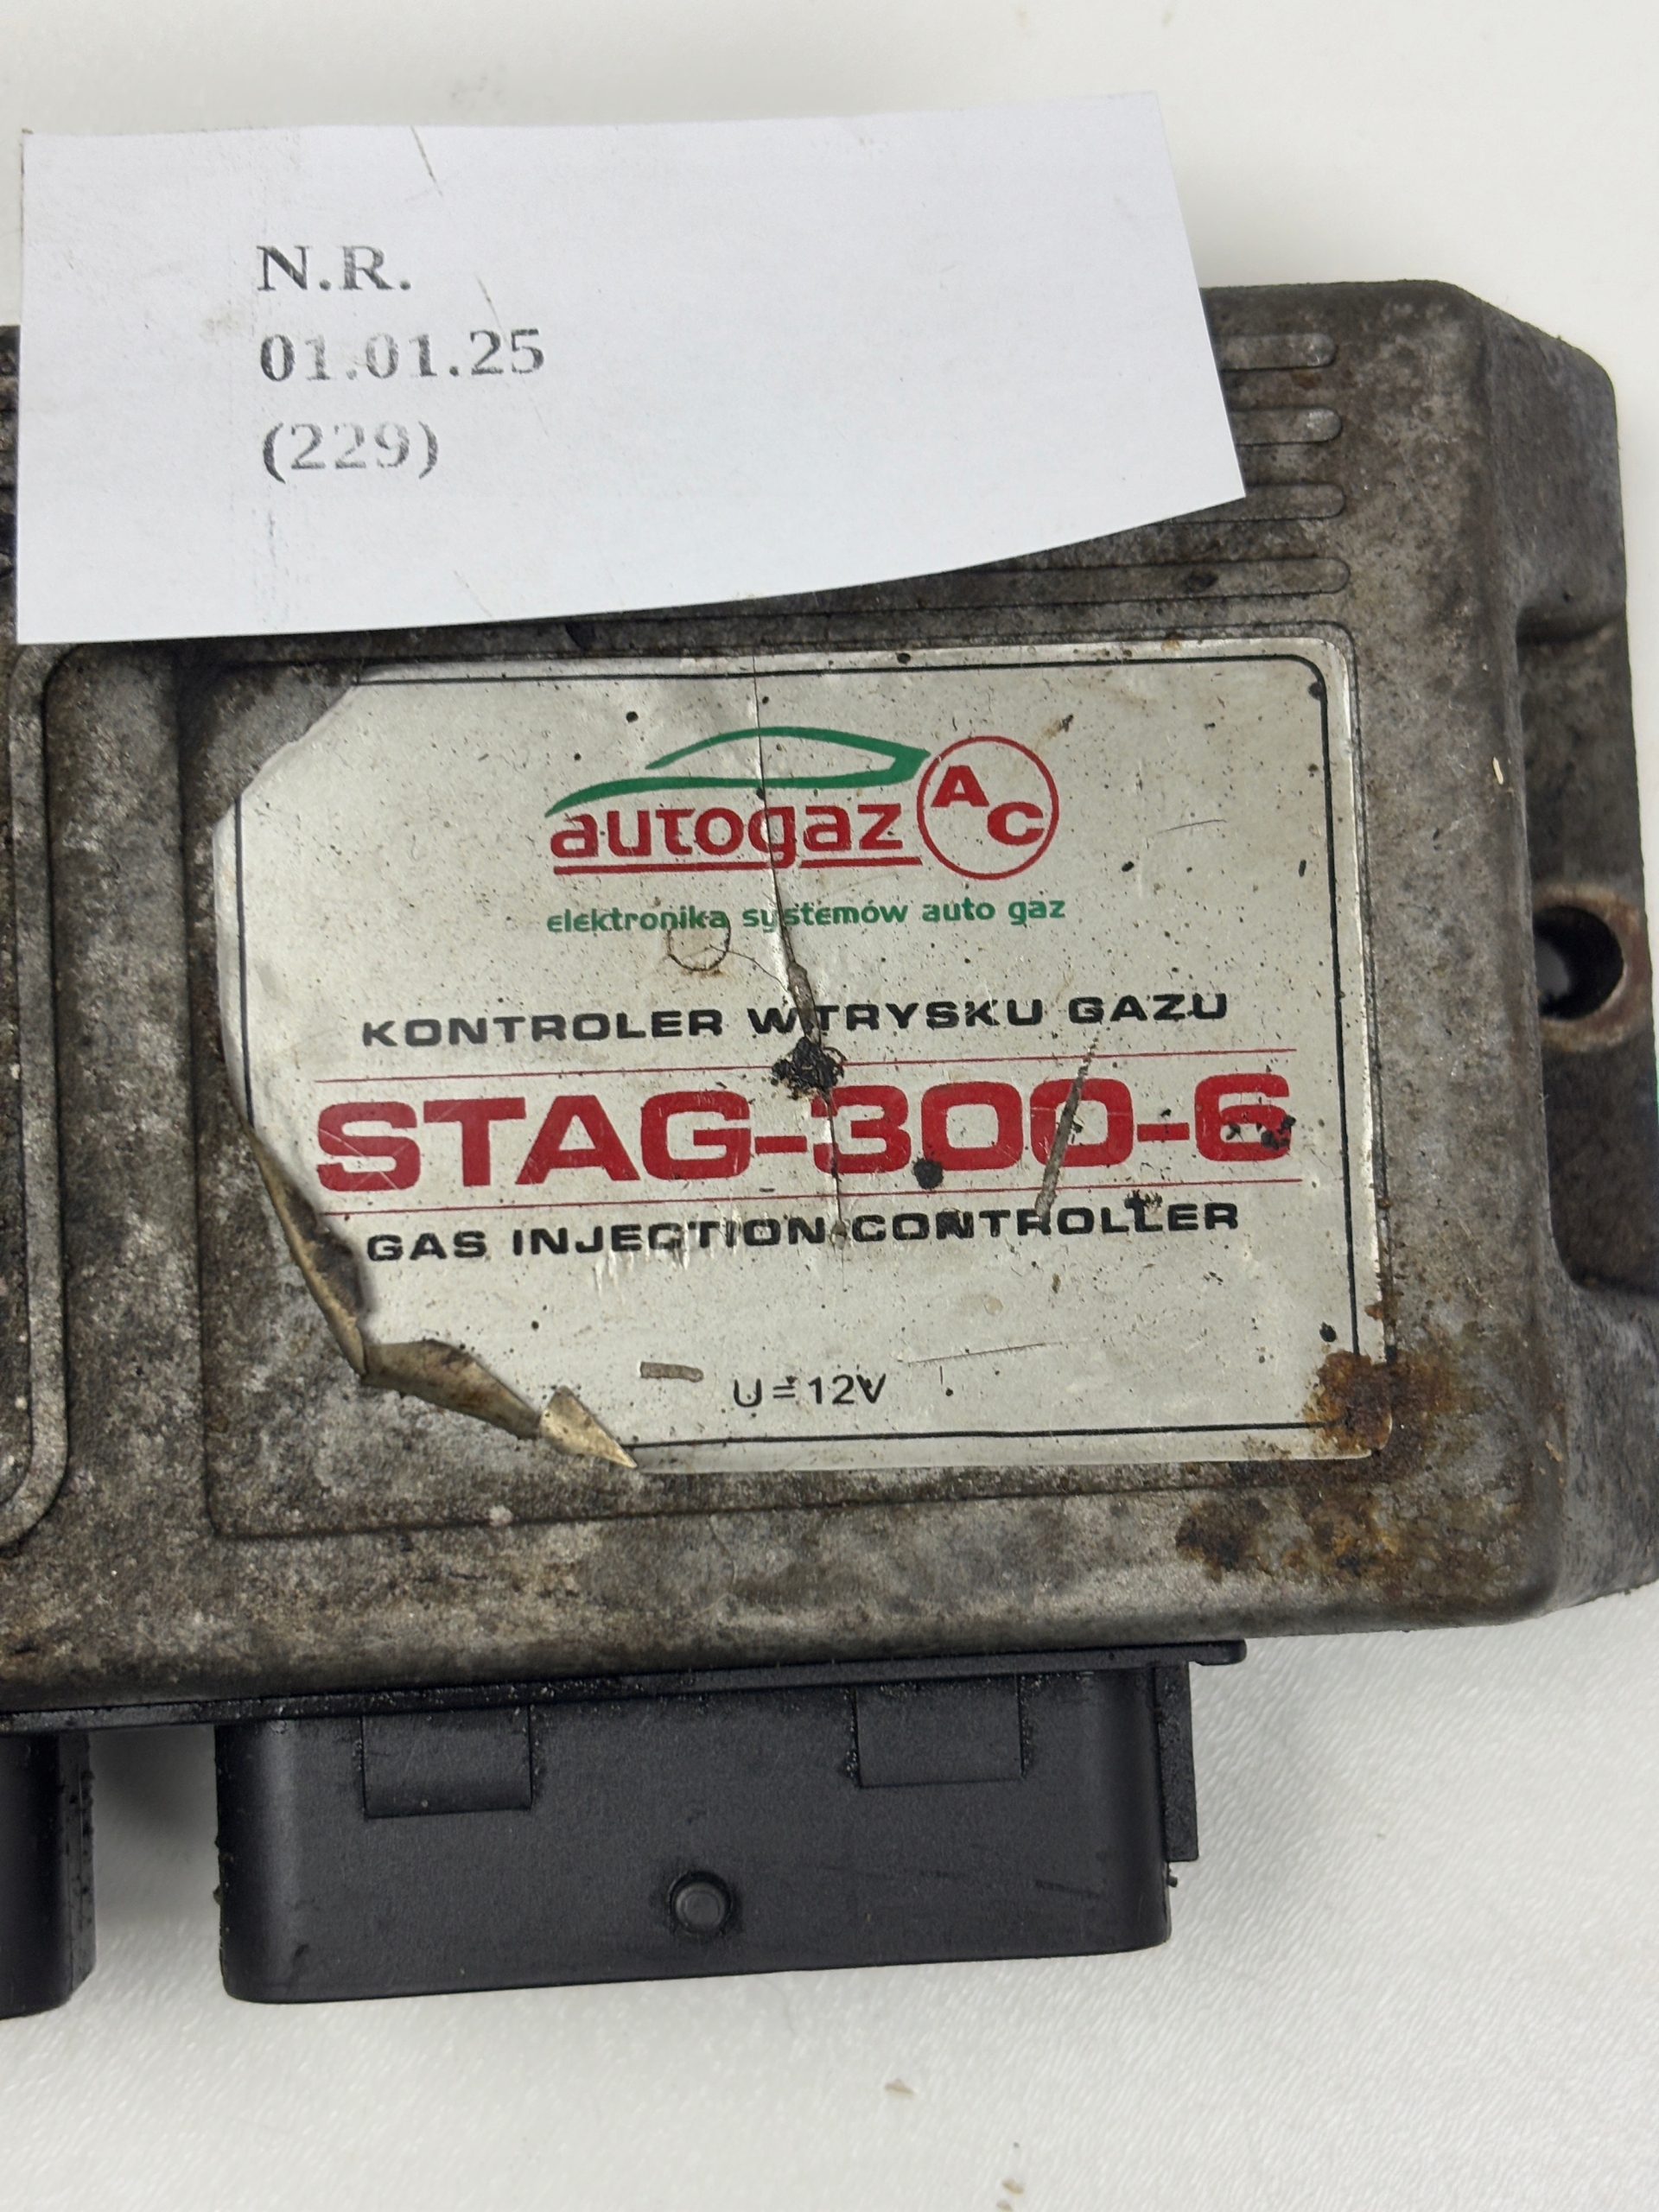 N.R.
01.01.25
(229)
autogaz AC
elektronika systemów auto gaz
KONTROLER WTRYSKU GAZU
STAG-300-6
GAS INJECTION CONTROLLER
U=12V